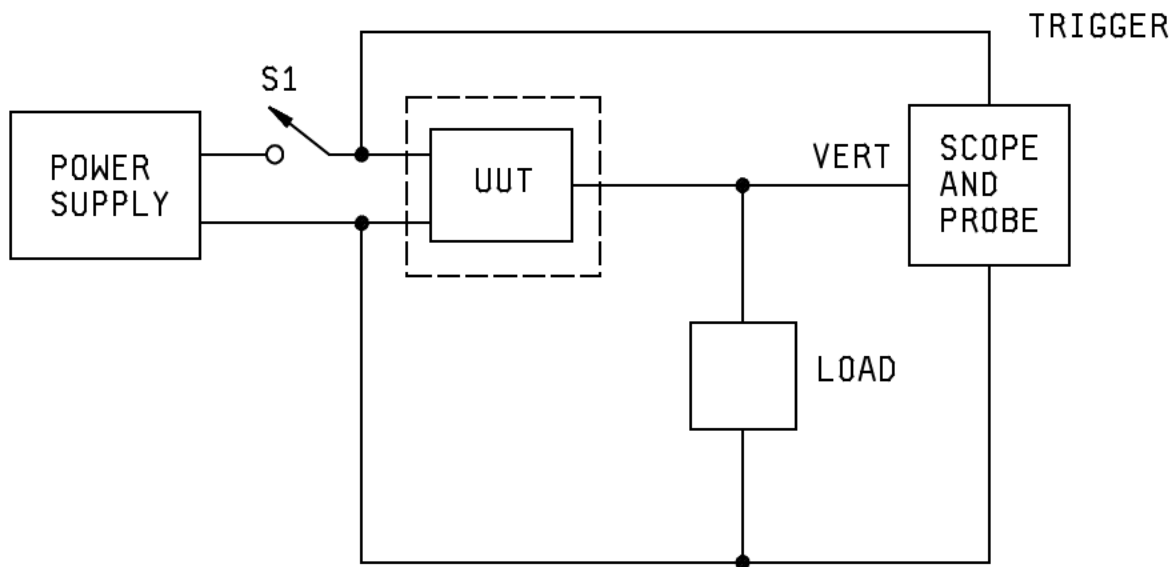 TRIGGER
S1
POWER
SUPPLY
UUT
VERT
SCOPE
AND
PROBE
LOAD